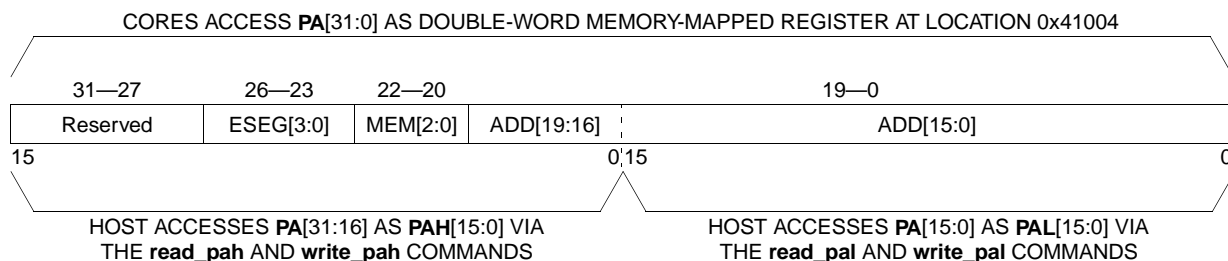 CORES ACCESS PA[31:0] AS DOUBLE-WORD MEMORY-MAPPED REGISTER AT LOCATION 0x41004
31—27 26—23 22—20 19—0
Reserved ESEG[3:0] MEM[2:0] ADD[19:16] ADD[15:0]
15 0 15 0
HOST ACCESSES PA[31:16] AS PAH[15:0] VIA
THE read_pah AND write_pah COMMANDS
HOST ACCESSES PA[15:0] AS PAL[15:0] VIA
THE read_pal AND write_pal COMMANDS